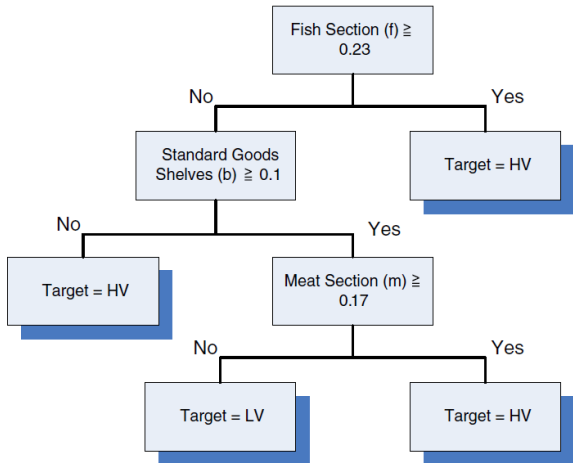 Fish Section (f) ≧
0.23
No
Yes
Standard Goods
Shelves (b) ≧ 0.1
Target = HV
No
Yes
Target = HV
Meat Section (m) ≧
0.17
No
Yes
Target = LV
Target = HV